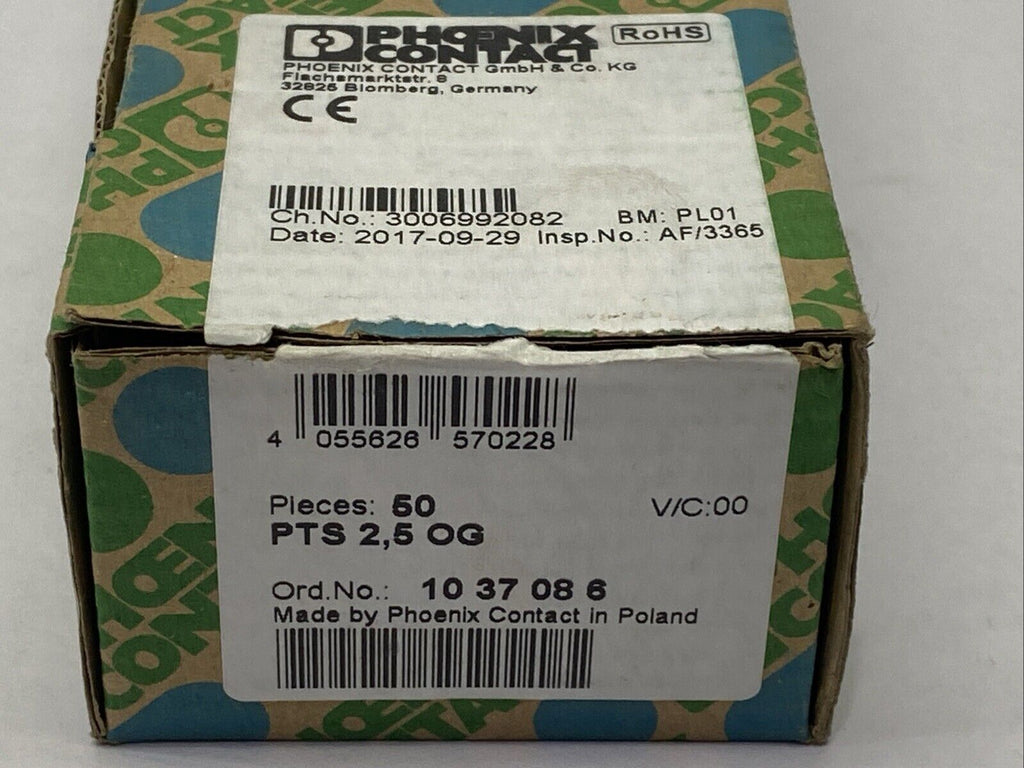 PHOENIX
CONTACT
RoHS
PHOENIX CONTACT GmbH & Co. KG
Flachsmarktstr. 8
32825 Blomberg, Germany
CE
Ch.No.: 3006992082 BM: PL01
Date: 2017-09-29 Insp.No.: AF/3365
4 055626 570228
Pieces: 50 V/C:00
PTS 2,5 OG
Ord.No.: 10 37 08 6
Made by Phoenix Contact in Poland